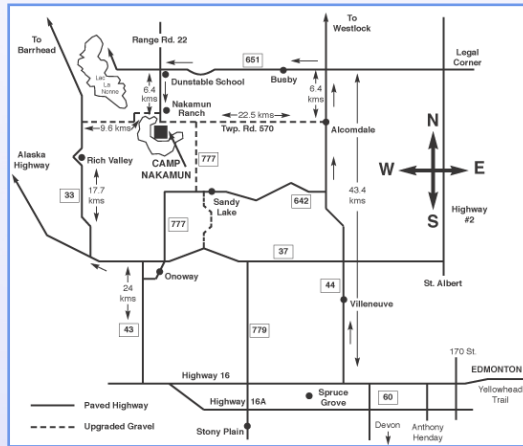 To
Barrhead
Range Rd. 22
To
Westlock
651
Legal
Corner
Lac
La
Nonne
6.4
kms
Dunstable School
Busby
6.4
kms
Nakamun
Ranch
22.5 kms
9.6 kms
Twp. Rd. 570
Alcomdale
N
W
E
S
Alaska
Highway
Rich Valley
CAMP
NAKAMUN
777
33
17.7
kms
43.4
kms
Sandy
Lake
642
Highway
#2
777
37
Onoway
24
kms
44
Villeneuve
St. Albert
43
779
170 St.
Highway 16
EDMONTON
Yellowhead
Trail
Paved Highway
Highway 16A
Spruce
Grove
60
Upgraded Gravel
Stony Plain
Devon
Anthony
Henday